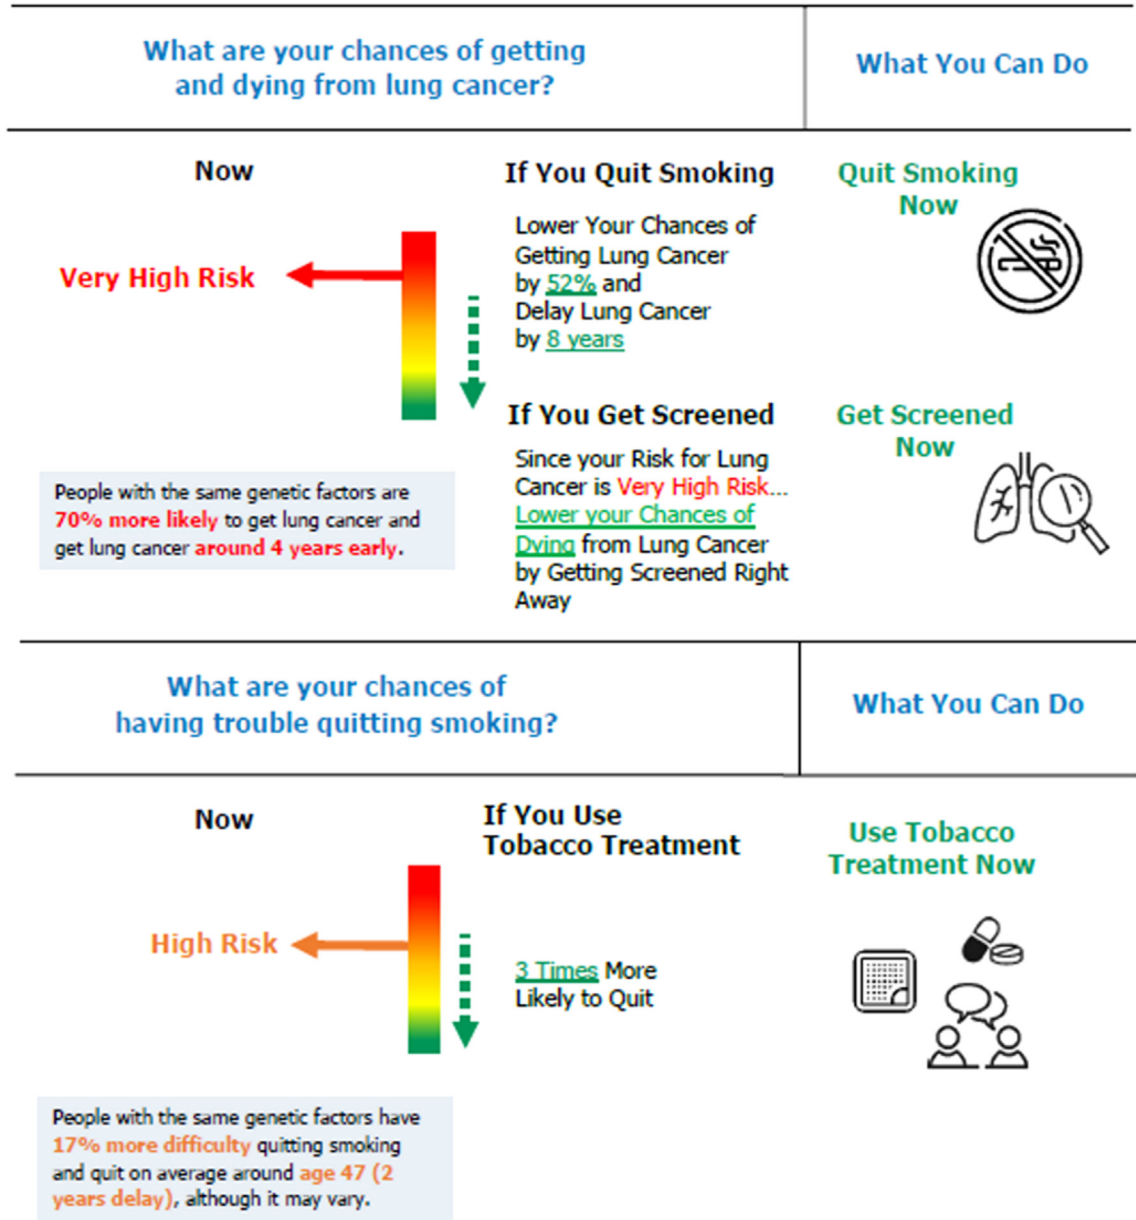 What are your chances of getting
and dying from lung cancer?
What You Can Do
Now
Very High Risk
People with the same genetic factors are
70% more likely to get lung cancer and
get lung cancer around 4 years early.
If You Quit Smoking
Lower Your Chances of
Getting Lung Cancer
by 52% and
Delay Lung Cancer
by 8 years
Quit Smoking
Now
If You Get Screened
Since your Risk for Lung
Cancer is Very High Risk...
Lower your Chances of
Dying from Lung Cancer
by Getting Screened Right
Away
Get Screened
Now
What are your chances of
having trouble quitting smoking?
What You Can Do
Now
High Risk
People with the same genetic factors have
17% more difficulty quitting smoking
and quit on average around age 47 (2
years delay), although it may vary.
If You Use
Tobacco Treatment
3 Times More
Likely to Quit
Use Tobacco
Treatment Now